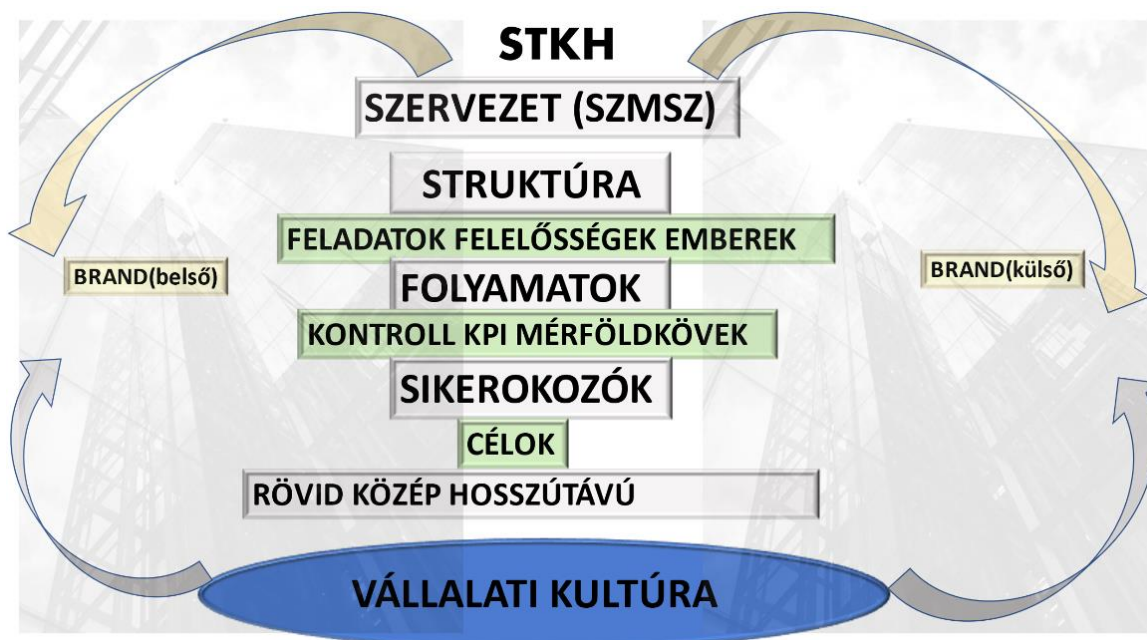 STKH
SZERVEZET (SZMSZ)
STRUKTÚRA
FELADATOK FELELŐSSÉGEK EMBEREK
BRAND(belső)
BRAND(külső)
FOLYAMATOK
KONTROLL KPI MÉRFÖLDKÖVEK
SIKEROKOZÓK
CÉLOK
RÖVID KÖZÉP HOSSZÚTÁVÚ
VÁLLALATI KULTÚRA